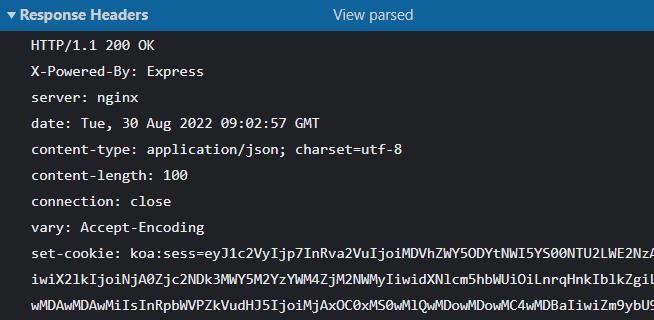 Response Headers View parsed
HTTP/1.1 200 OK
X-Powered-By: Express
server: nginx
date: Tue, 30 Aug 2022 09:02:57 GMT
content-type: application/json; charset=utf-8
content-length: 100
connection: close
vary: Accept-Encoding
set-cookie: koa:sess=eyJ1c2VyIjp7InRva2VuIjoiMDVhZWY5ODYtNWI5YS00NTU2LWE2NzA
iwiX2lkIjoiNjA0Zjc2NDk3MWY5M2YzYWM4ZjM2NWMyIiwidXNlcm5hbWUiOiLnrqHnkIblkZgiL
wMDAwMDAwMiIsInRpbWVPZkVudHJ5IjoiMjAxOC0xMS0wMlQwMDowMDowMC4wMDBaIiwiZm9ybU9